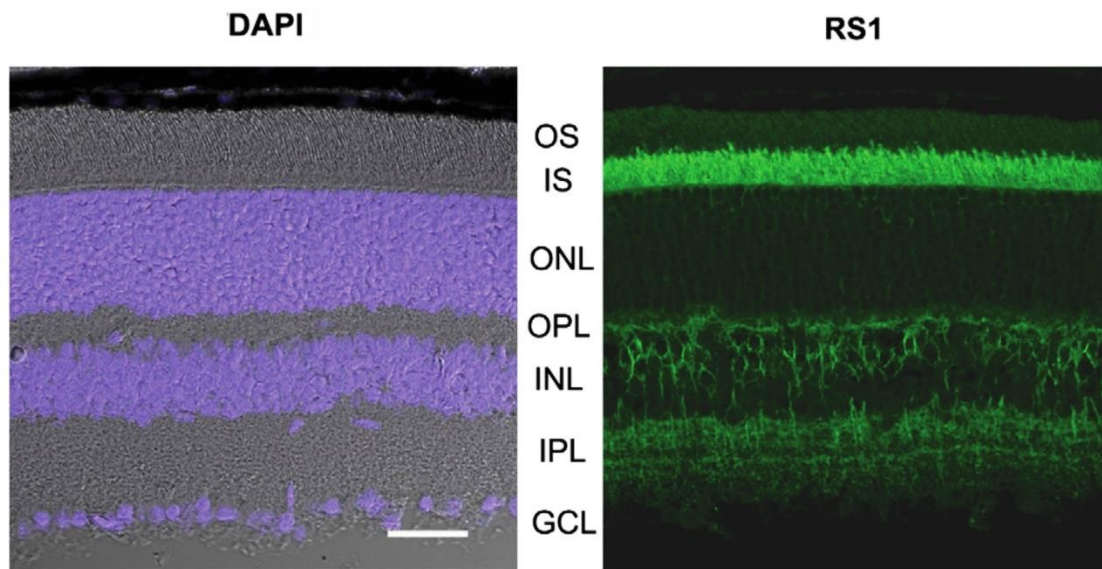 DAPI
RS1
OS
IS
ONL
OPL
INL
IPL
GCL